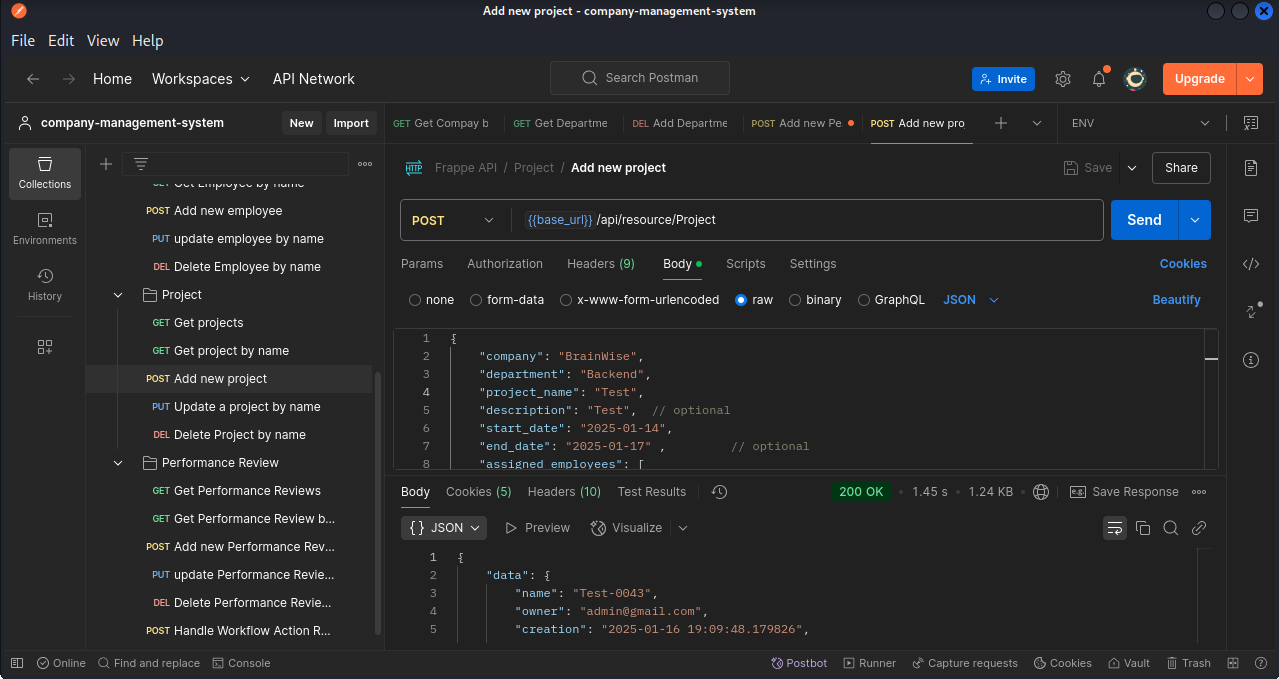 Add new project - company-management-system
File Edit View Help
Home Workspaces API Network Search Postman Invite Upgrade
company-management-system New Import
GET Get Compay b GET Get Departme DEL Add Departme POST Add new Pe. POST Add new pro ENV
Collections
Environments
History
Get Employee by name
POST Add new employee
PUT update employee by name
DEL Delete Employee by name
Project
GET Get projects
GET Get project by name
POST Add new project
PUT Update a project by name
DEL Delete Project by name
Performance Review
GET Get Performance Reviews
GET Get Performance Review b...
POST Add new Performance Rev...
PUT update Performance Revie...
DEL Delete Performance Revie...
POST Handle Workflow Action R...
HTTP Frappe API / Project / Add new project Save Share
POST {{base_url}} /api/resource/Project Send
Params Authorization Headers (9) Body Scripts Settings Cookies
none form-data x-www-form-urlencoded raw binary GraphQL JSON Beautify
1 {
2 "company": "BrainWise",
3 "department": "Backend",
4 "project_name": "Test",
5 "description": "Test", // optional
6 "start_date": "2025-01-14",
7 "end_date": "2025-01-17" , // optional
8 "assigned_employees": [
Body Cookies (5) Headers (10) Test Results 200 OK • 1.45 s • 1.24 KB • e.g. Save Response
{} JSON Preview Visualize
1 {
2 "data": {
3 "name": "Test-0043",
4 "owner": "admin@gmail.com",
5 "creation": "2025-01-16 19:09:48.179826",
Online Find and replace Console Postbot Runner Capture requests Cookies Vault Trash